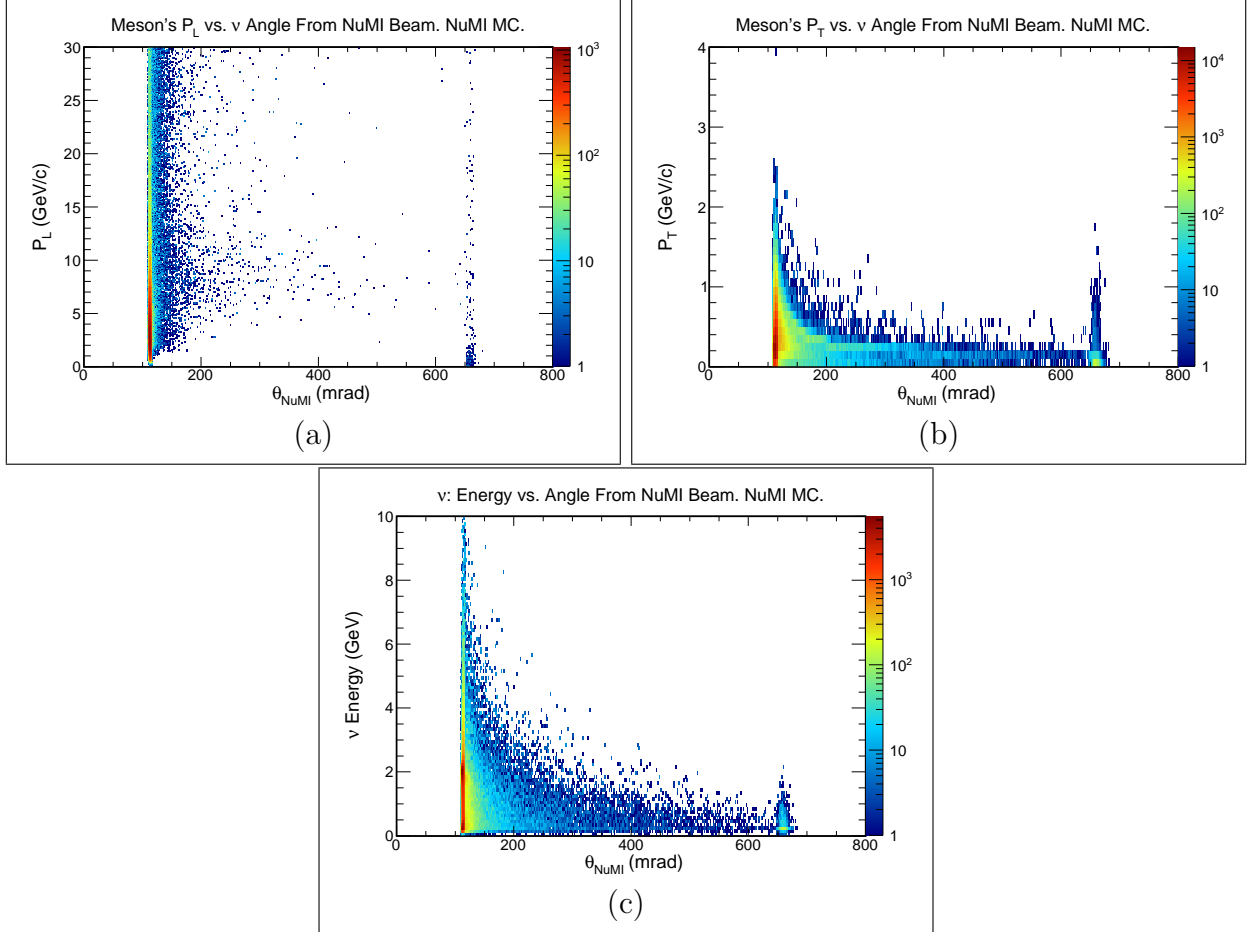 Meson's P_L vs. ν Angle From NuMI Beam. NuMI MC.
P_L (GeV/c)
30
25
20
15
10
5
0
0 200 400 600 800
θ_NuMI (mrad)
10^3
10^2
10
1
(a)
Meson's P_T vs. ν Angle From NuMI Beam. NuMI MC.
P_T (GeV/c)
4
3
2
1
0
0 200 400 600 800
θ_NuMI (mrad)
10^4
10^3
10^2
10
1
(b)
ν: Energy vs. Angle From NuMI Beam. NuMI MC.
ν Energy (GeV)
10
8
6
4
2
0
0 200 400 600 800
θ_NuMI (mrad)
10^3
10^2
10
1
(c)